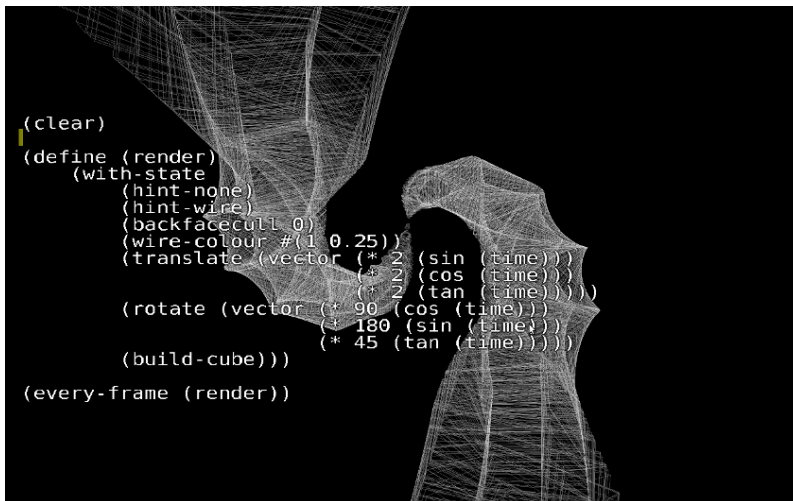 (clear)
(define (render)
(with-state
(hint-none)
(hint-wire)
(backfacecull 0)
(wire-colour #(1 0.25))
(translate (vector (* 2 (sin (time)))
(* 2 (cos (time)))
(* 2 (tan (time)))))
(rotate (vector (* 90 (cos (time)))
(* 180 (sin (time)))
(* 45 (tan (time)))))
(build-cube)))
(every-frame (render))